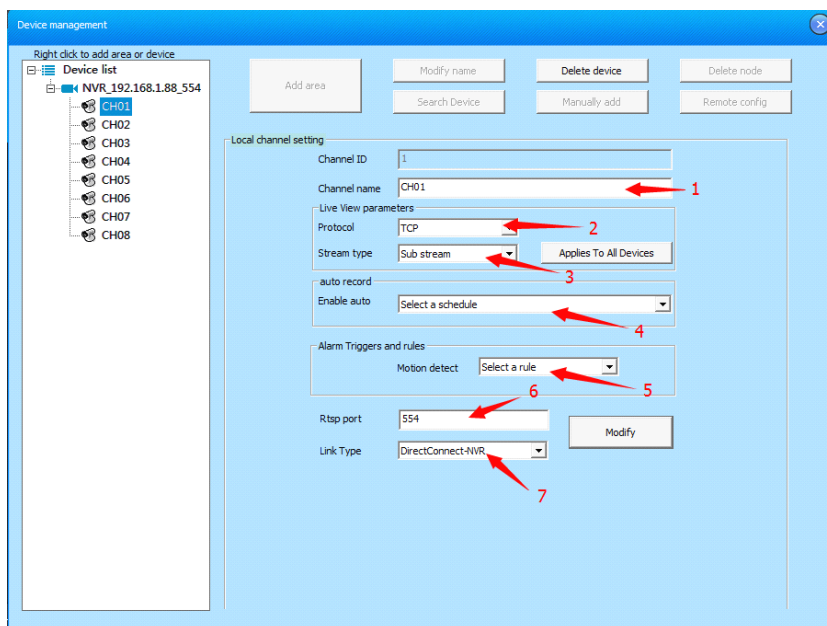 Device management
Right click to add area or device
Device list
NVR_192.168.1.88_554
CH01
CH02
CH03
CH04
CH05
CH06
CH07
CH08
Add area
Modify name
Delete device
Delete node
Search Device
Manually add
Remote config
Local channel setting
Channel ID 1
Channel name CH01 1
Live View parameters
Protocol TCP 2
Stream type Sub stream Applies To All Devices
3
auto record
Enable auto Select a schedule
4
Alarm Triggers and rules
Motion detect Select a rule
5
6
Rtsp port 554
Modify
Link Type DirectConnect-NVR
7